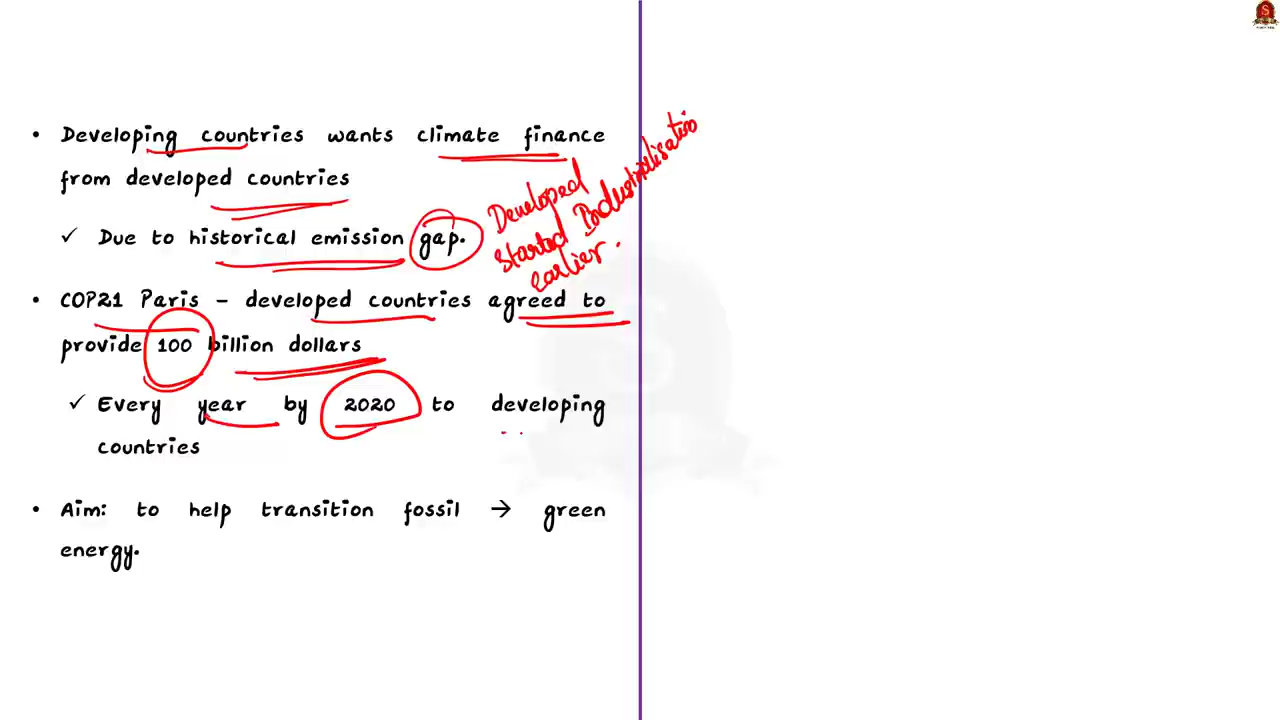 • Developing countries wants climate finance
from developed countries
✓ Due to historical emission gap.
Developed
started Industrialisation
earlier.
• COP21 Paris – developed countries agreed to
provide 100 billion dollars
✓ Every year by 2020 to developing
countries
• Aim: to help transition fossil → green
energy.